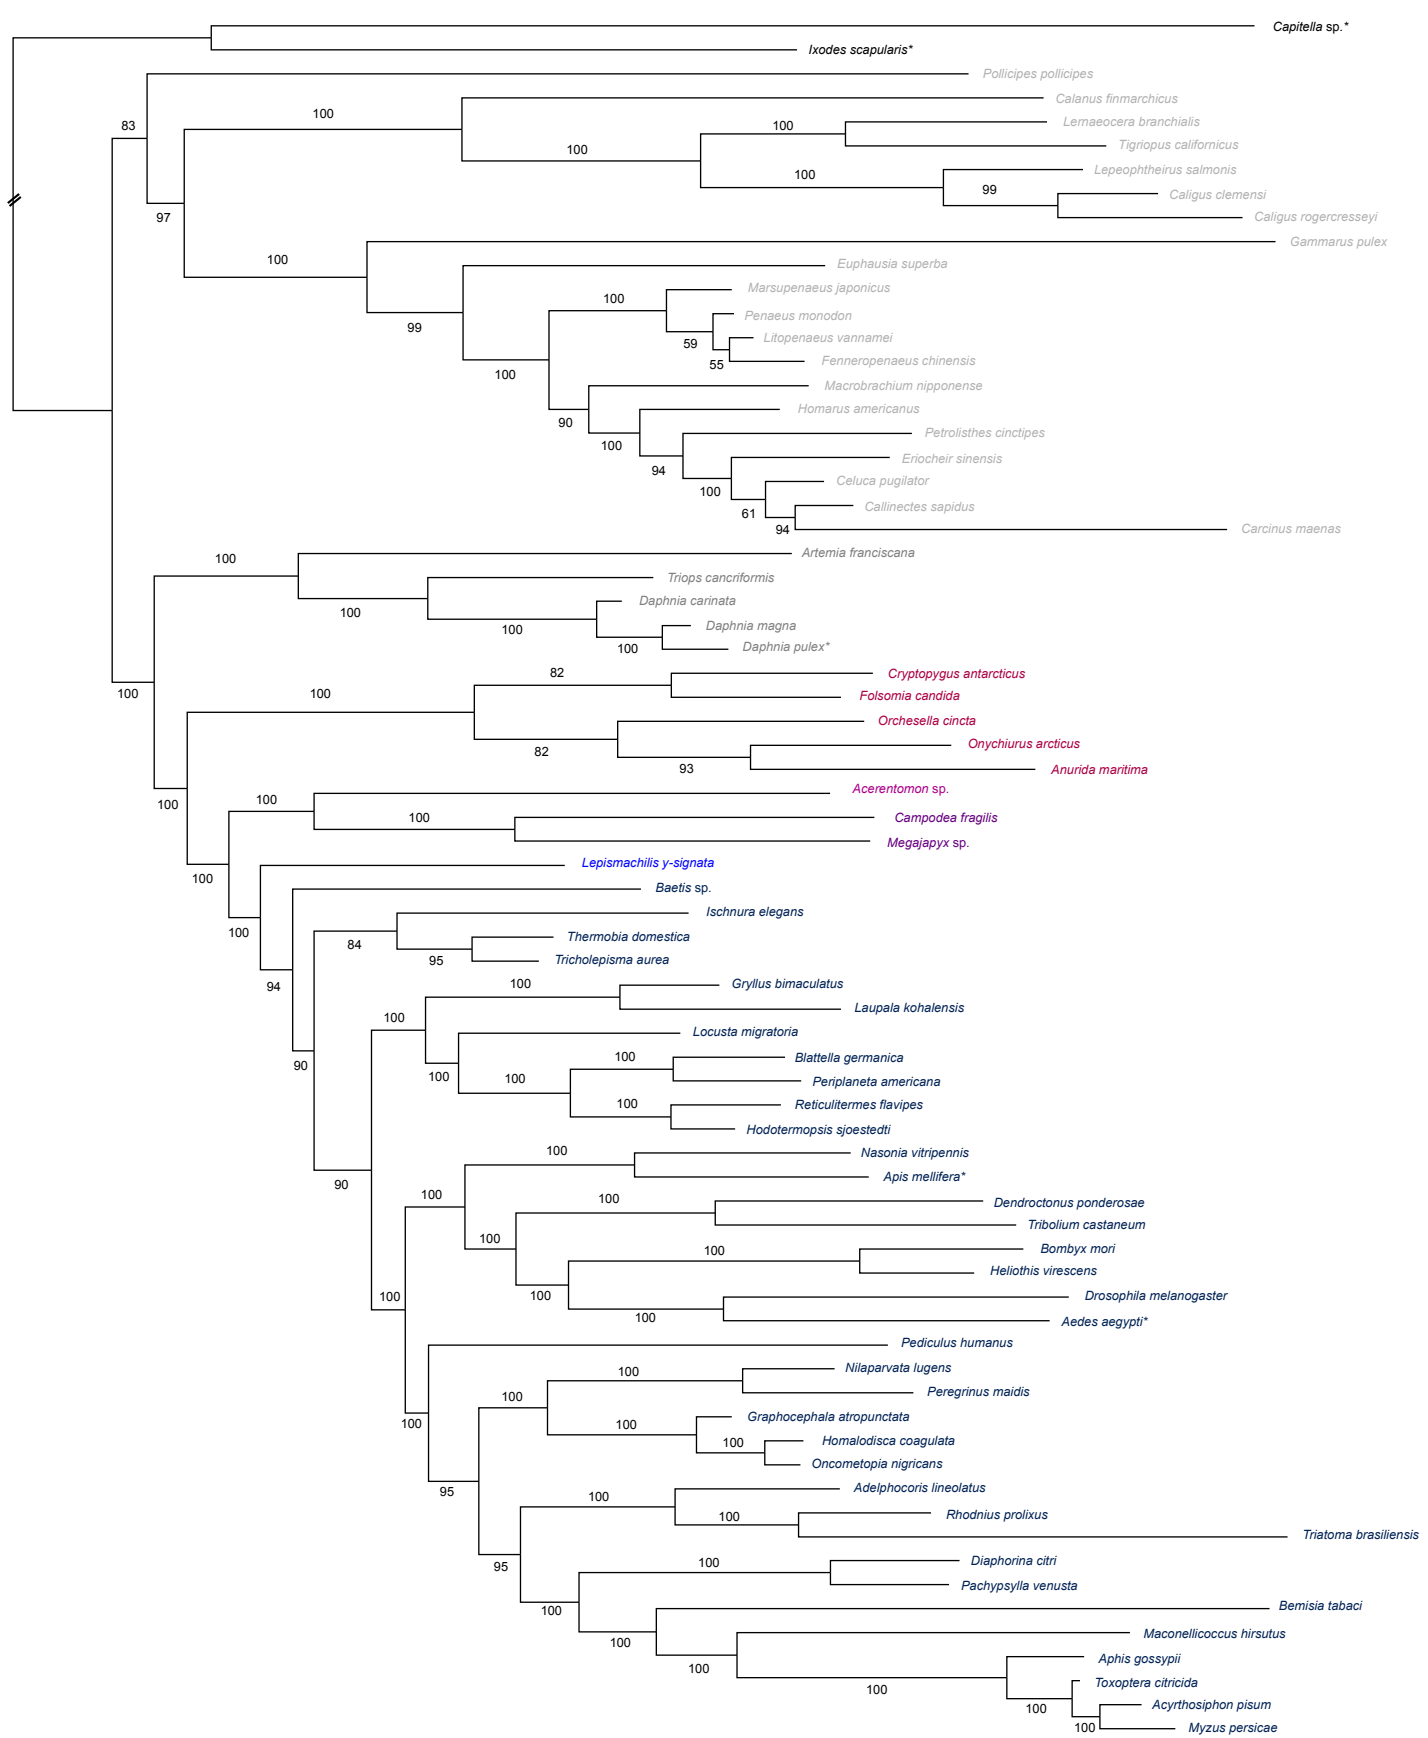 Capitella sp.*
Ixodes scapularis*
Pollicipes pollicipes
100
Calanus finmarchicus
83
100
Lernaeocera branchialis
100
Tigriopus californicus
100
Lepeophtheirus salmonis
99
Caligus clemensi
97
Caligus rogercresseyi
100
Gammarus pulex
Euphausia superba
100
Marsupenaeus japonicus
99
Penaeus monodon
59
Litopenaeus vannamei
55
Fenneropenaeus chinensis
100
Macrobrachium nipponense
90
Homarus americanus
100
Petrolisthes cinctipes
94
Eriocheir sinensis
100
Celuca pugilator
61
Callinectes sapidus
94
Carcinus maenas
100
Artemia franciscana
Triops cancriformis
100
Daphnia carinata
100
Daphnia magna
100
Daphnia pulex*
82
Cryptopygus antarcticus
100
100
Folsomia candida
Orchesella cincta
82
Onychiurus arcticus
93
Anurida maritima
100
100
Acerentomon sp.
100
Campodea fragilis
Megajapyx sp.
Lepismachilis y-signata
100
Baetis sp.
Ischnura elegans
100
84
Thermobia domestica
95
Tricholepisma aurea
94
100
Gryllus bimaculatus
Laupala kohalensis
100
Locusta migratoria
90
100
100
Blattella germanica
100
Periplaneta americana
100
Reticulitermes flavipes
Hodotermopsis sjoestedti
100
Nasonia vitripennis
90
Apis mellifera*
100
100
Dendroctonus ponderosae
Tribolium castaneum
100
100
Bombyx mori
Heliothis virescens
100
100
Drosophila melanogaster
100
Aedes aegypti*
Pediculus humanus
100
Nilaparvata lugens
100
Peregrinus maidis
100
100
Graphocephala atropunctata
100
Homalodisca coagulata
Oncometopia nigricans
95
100
Adelphocoris lineolatus
100
Rhodnius prolixus
Triatoma brasiliensis
95
100
Diaphorina citri
Pachypsylla venusta
100
Bemisia tabaci
100
Maconellicoccus hirsutus
100
Aphis gossypii
100
Toxoptera citricida
100
Acyrthosiphon pisum
100
Myzus persicae